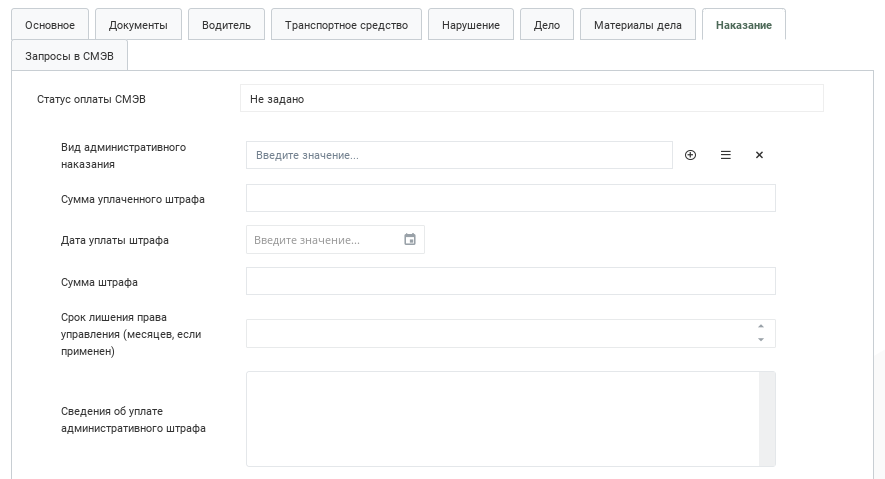 Основное Документы Водитель Транспортное средство Нарушение Дело Материалы дела Наказание
Запросы в СМЭВ
Статус оплаты СМЭВ Не задано
Вид административного
наказания
Введите значение...
Сумма уплаченного штрафа
Дата уплаты штрафа Введите значение...
Сумма штрафа
Срок лишения права
управления (месяцев, если
применен)
Сведения об уплате
административного штрафа